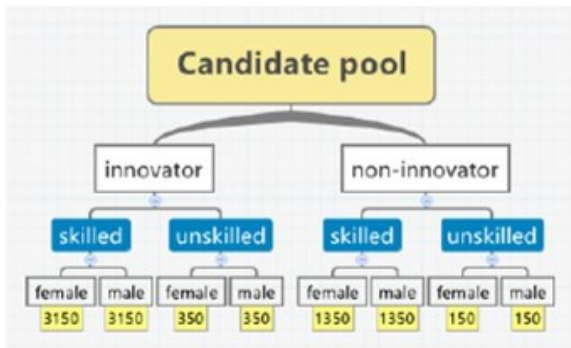 Candidate pool
innovator non-innovator
skilled unskilled skilled unskilled
female male female male female male female male
3150 3150 350 350 1350 1350 150 150